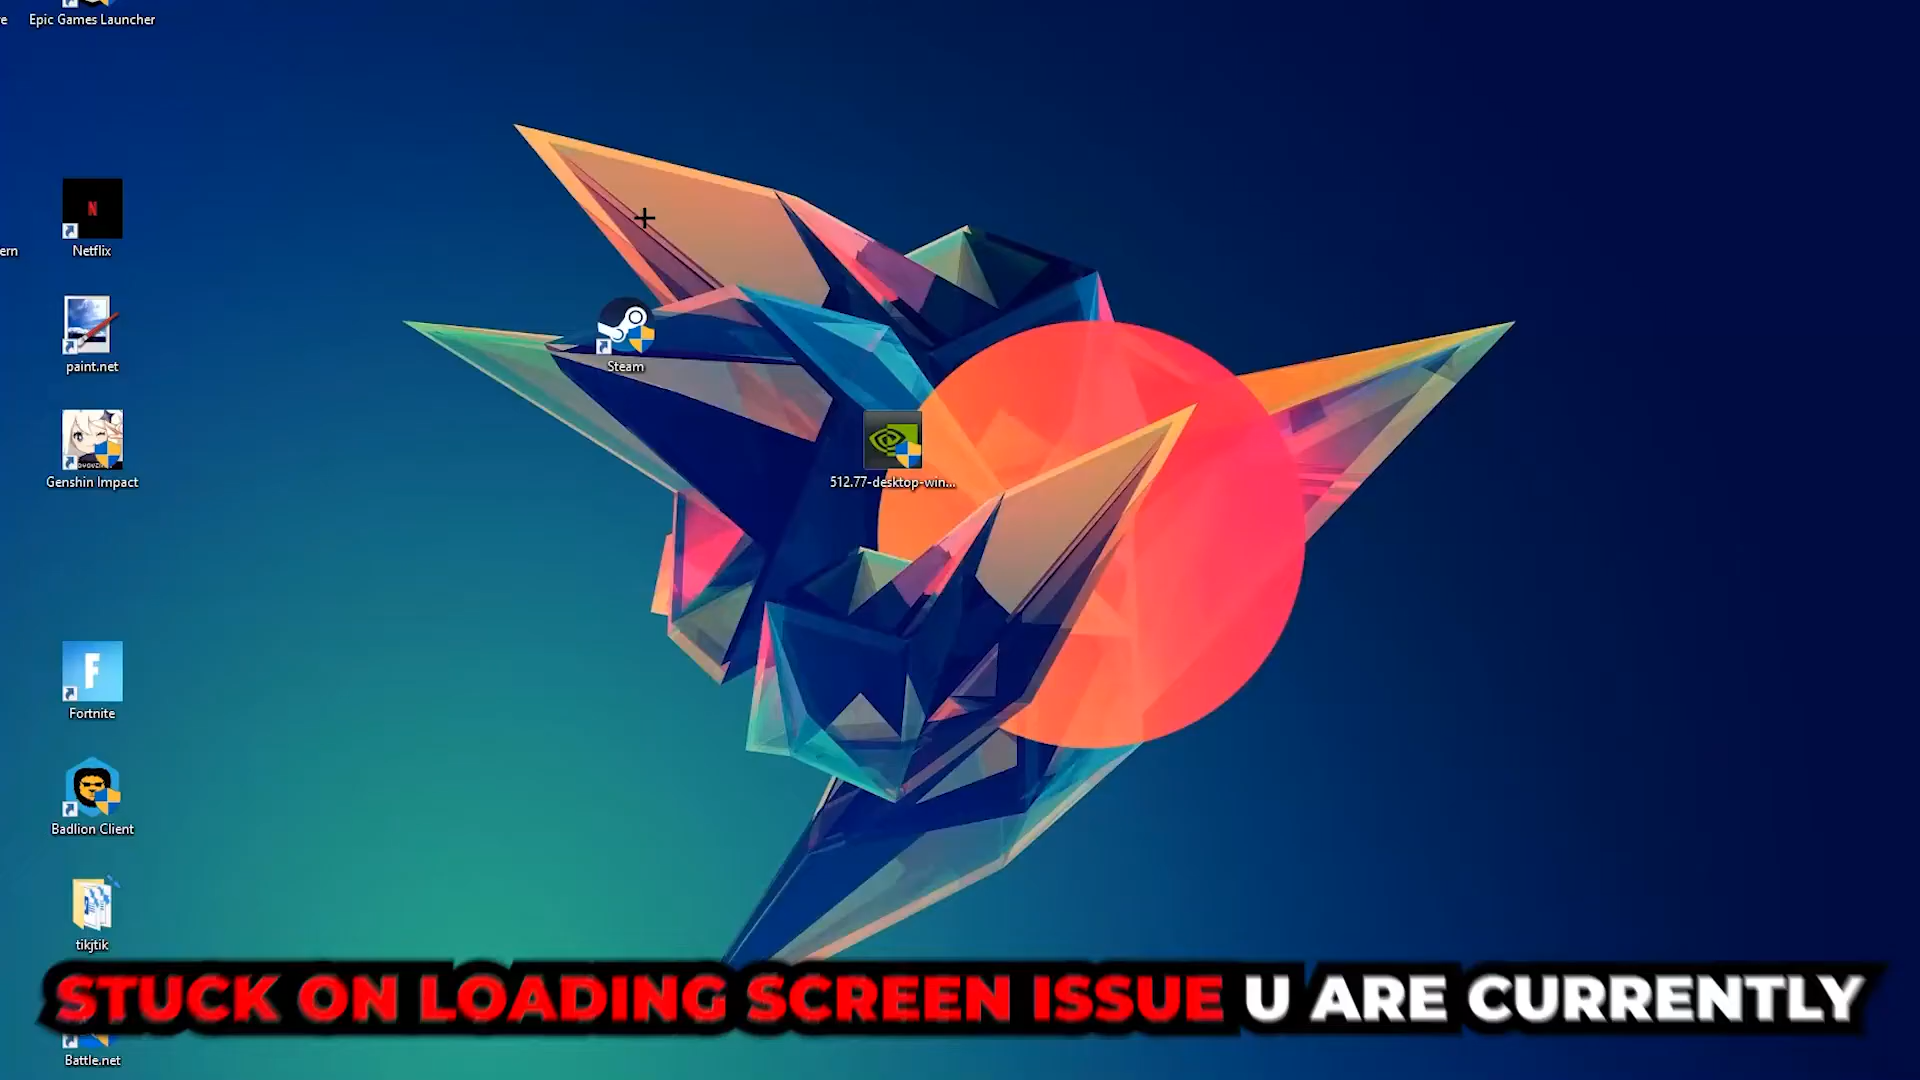 Epic Games Launcher
Netflix
ern
paint.net
Steam
Genshin Impact
512.77-desktop-win...
Fortnite
Badlion Client
tikjtik
STUCK ON LOADING SCREEN ISSUE U ARE CURRENTLY
Battle.net